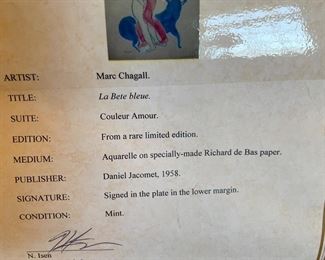 ARTIST: Marc Chagall.
TITLE: La Bete bleue.
SUITE: Couleur Amour.
EDITION: From a rare limited edition.
MEDIUM: Aquarelle on specially-made Richard de Bas paper.
PUBLISHER: Daniel Jacomet, 1958.
SIGNATURE: Signed in the plate in the lower margin.
CONDITION: Mint.
N. Isen